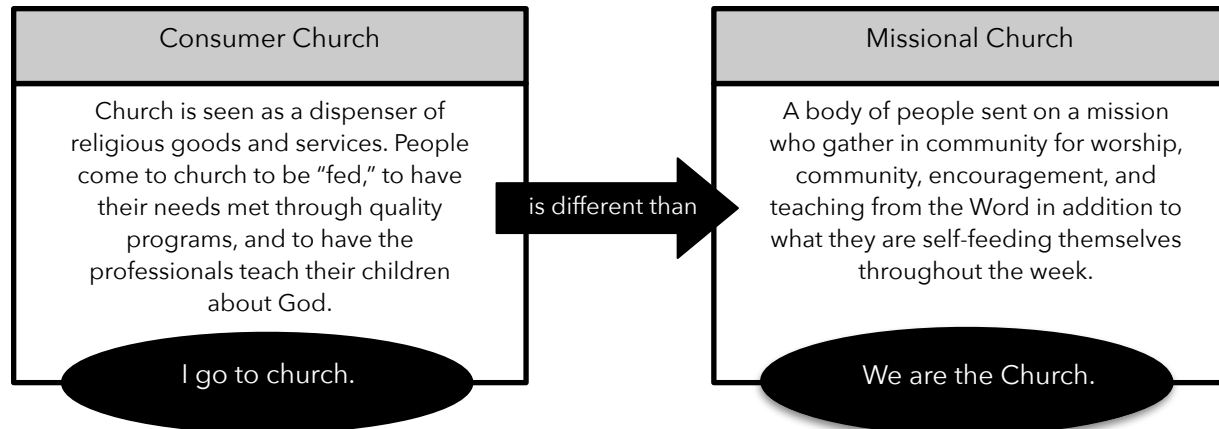 Consumer Church
Church is seen as a dispenser of
religious goods and services. People
come to church to be “fed,” to have
their needs met through quality
programs, and to have the
professionals teach their children
about God.
I go to church.
is different than
Missional Church
A body of people sent on a mission
who gather in community for worship,
community, encouragement, and
teaching from the Word in addition to
what they are self-feeding themselves
throughout the week.
We are the Church.